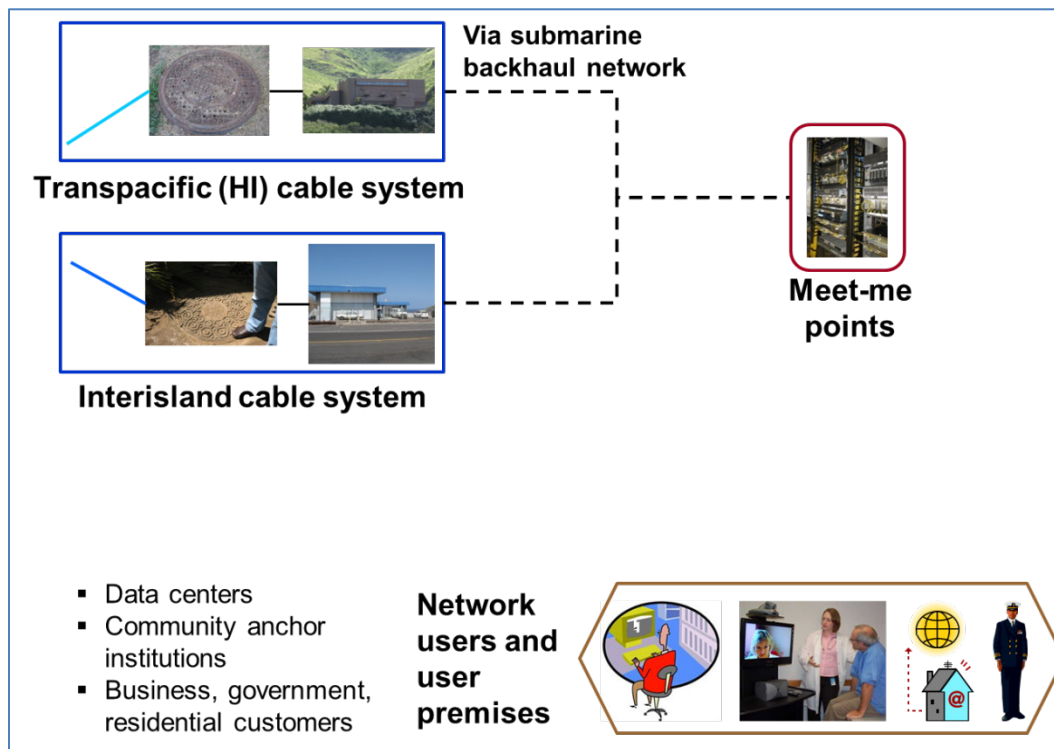 Via submarine
backhaul network
Transpacific (HI) cable system
Meet-me
points
Interisland cable system
▪ Data centers
▪ Community anchor
institutions
▪ Business, government,
residential customers
Network
users and
user
premises
@